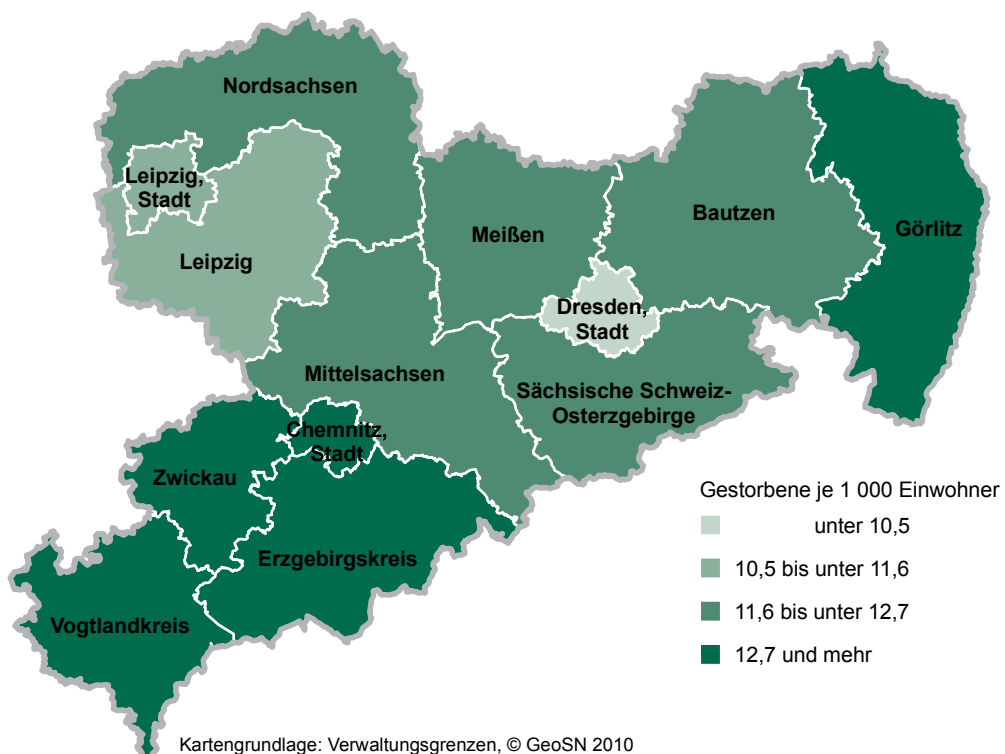 Nordsachsen
Leipzig,
Stadt
Leipzig
Meißen
Bautzen
Görlitz
Dresden,
Stadt
Mittelsachsen
Sächsische Schweiz-
Osterzgebirge
Chemnitz,
Stadt
Zwickau
Erzgebirgskreis
Vogtlandkreis
Gestorbene je 1 000 Einwohner
unter 10,5
10,5 bis unter 11,6
11,6 bis unter 12,7
12,7 und mehr
Kartengrundlage: Verwaltungsgrenzen, © GeoSN 2010